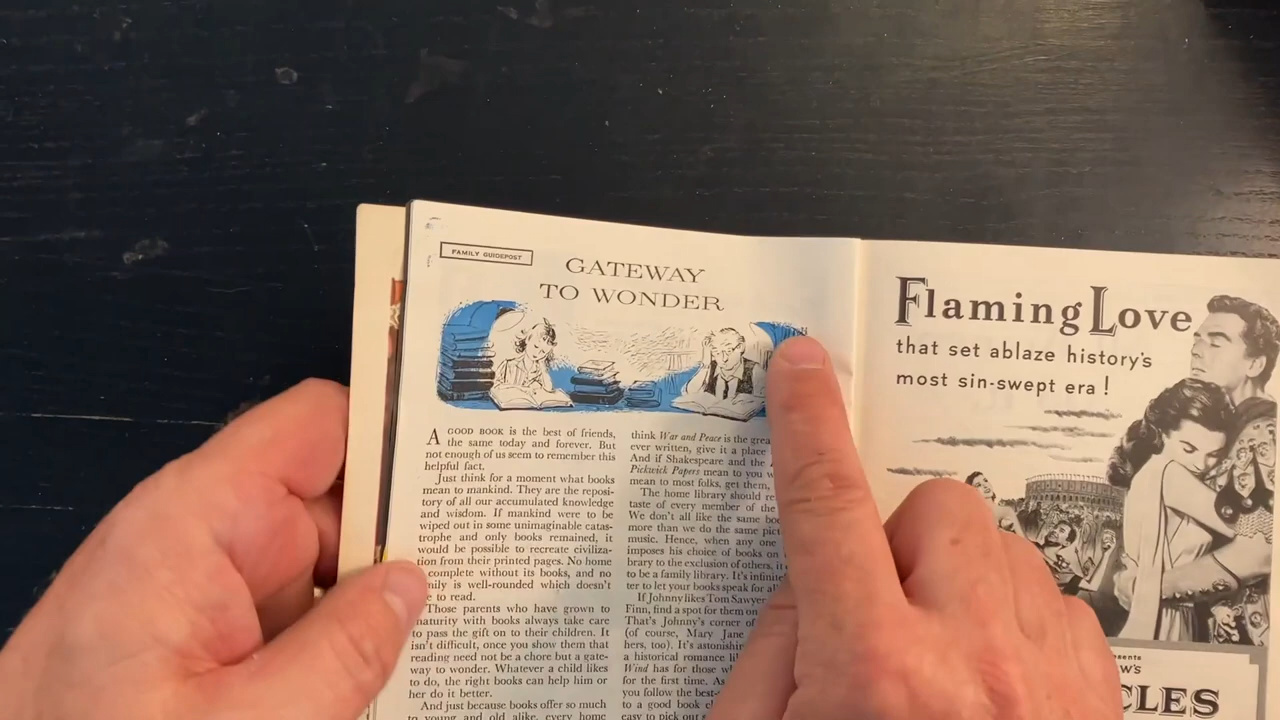 FAMILY GUIDEPOST
GATEWAY
TO WONDER
A GOOD BOOK is the best of friends,
the same today and forever. But
not enough of us seem to remember this
helpful fact.
Just think for a moment what books
mean to mankind. They are the reposi-
tory of all our accumulated knowledge
and wisdom. If mankind were to be
wiped out in some unimaginable catas-
trophe and only books remained, it
would be possible to recreate civiliza-
tion from their printed pages. No home
complete without its books, and no
mily is well-rounded which doesn't
e to read.
Those parents who have grown to
maturity with books always take care
to pass the gift on to their children. It
isn't difficult, once you show them that
reading need not be a chore but a gate-
way to wonder. Whatever a child likes
to do, the right books can help him or
her do it better.
And just because books offer so much
to young and old alike, every home
think War and Peace is the grea
ever written, give it a place
And if Shakespeare and the
Pickwick Papers mean to you w
mean to most folks, get them,
The home library should re
taste of every member of the
We don't all like the same boo
more than we do the same pict
music. Hence, when any one
imposes his choice of books on
brary to the exclusion of others, it
to be a family library. It's infinite
ter to let your books speak for al
If Johnny likes Tom Sawyer
Finn, find a spot for them on
That's Johnny's corner of
(of course, Mary Jane
hers, too). It's astonishin
a historical romance li
Wind has for those wh
for the first time. As
you follow the best-
to a good book cl
easy to pick out s
Flaming Love
that set ablaze history's
most sin-swept era!
esents
W'S
CLES